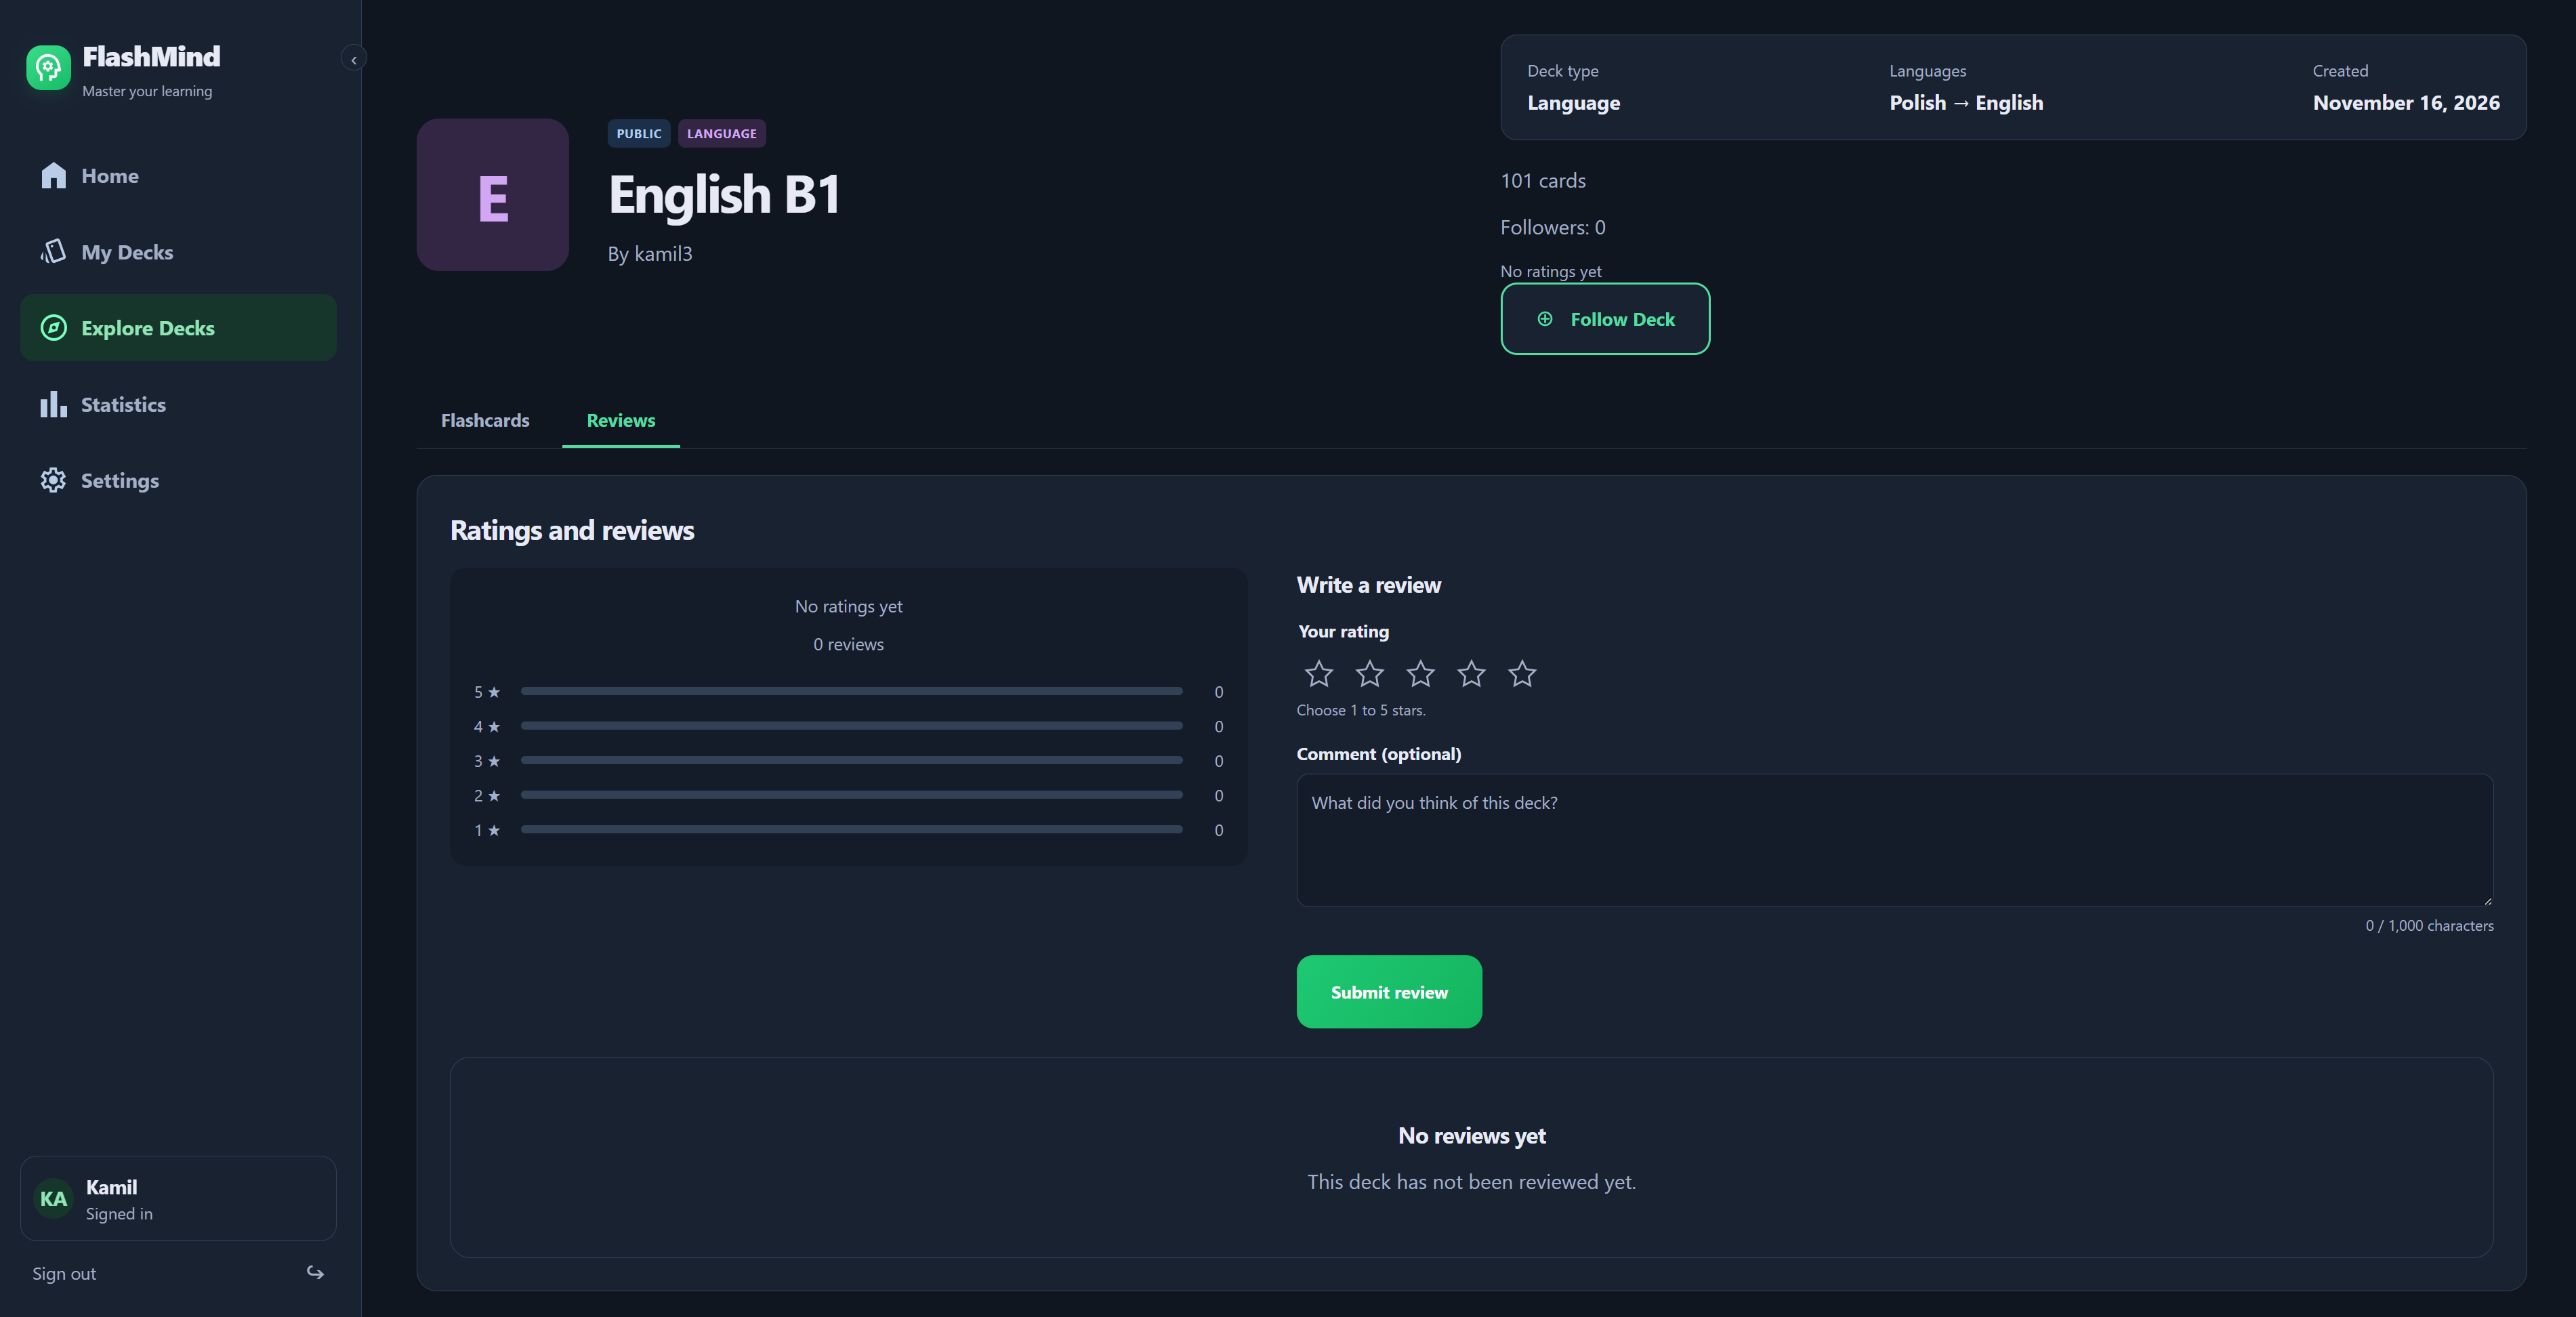 FlashMind
Master your learning
‹
Home
My Decks
Explore Decks
Statistics
Settings
KA
Kamil
Signed in
Sign out
E
PUBLIC LANGUAGE
English B1
By kamil3
Deck type Languages Created
Language Polish → English November 16, 2026
101 cards
Followers: 0
No ratings yet
Follow Deck
Flashcards Reviews
Ratings and reviews
No ratings yet
0 reviews
5 ★ 0
4 ★ 0
3 ★ 0
2 ★ 0
1 ★ 0
Write a review
Your rating
Choose 1 to 5 stars.
Comment (optional)
What did you think of this deck?
0 / 1,000 characters
Submit review
No reviews yet
This deck has not been reviewed yet.